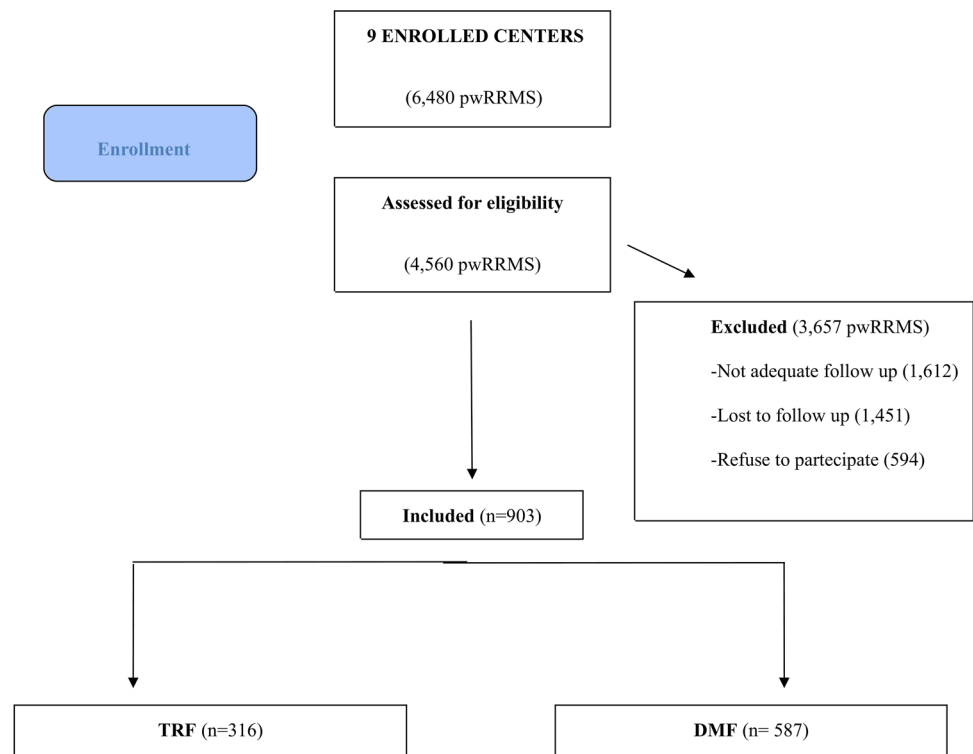 9 ENROLLED CENTERS
(6,480 pwRRMS)
Enrollment
Assessed for eligibility
(4,560 pwRRMS)
Excluded (3,657 pwRRMS)
-Not adequate follow up (1,612)
-Lost to follow up (1,451)
-Refuse to partecipate (594)
Included (n=903)
TRF (n=316)
DMF (n= 587)